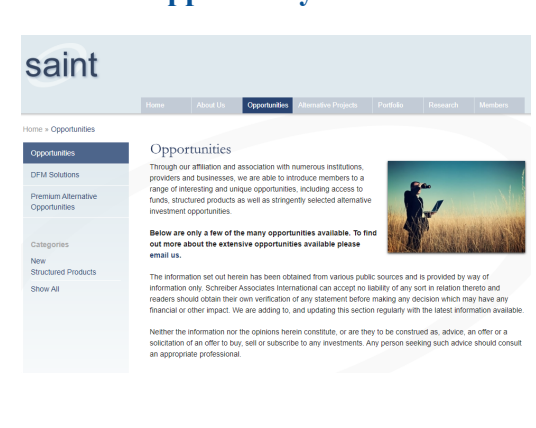 saint
Home About Us Opportunities Alternative Projects Portfolio Research Members
Home » Opportunities
Opportunities
DFM Solutions
Premium Alternative
Opportunities
Categories
New
Structured Products
Show All
Opportunities
Through our affiliation and association with numerous institutions,
providers and businesses, we are able to introduce members to a
range of interesting and unique opportunities, including access to
funds, structured products as well as stringently selected alternative
investment opportunities.
Below are only a few of the many opportunities available. To find
out more about the extensive opportunities available please
email us.
The information set out herein has been obtained from various public sources and is provided by way of
information only. Schreiber Associates International can accept no liability of any sort in relation thereto and
readers should obtain their own verification of any statement before making any decision which may have any
financial or other impact. We are adding to, and updating this section regularly with the latest information available.
Neither the information nor the opinions herein constitute, or are they to be construed as, advice, an offer or a
solicitation of an offer to buy, sell or subscribe to any investments. Any person seeking such advice should consult
an appropriate professional.